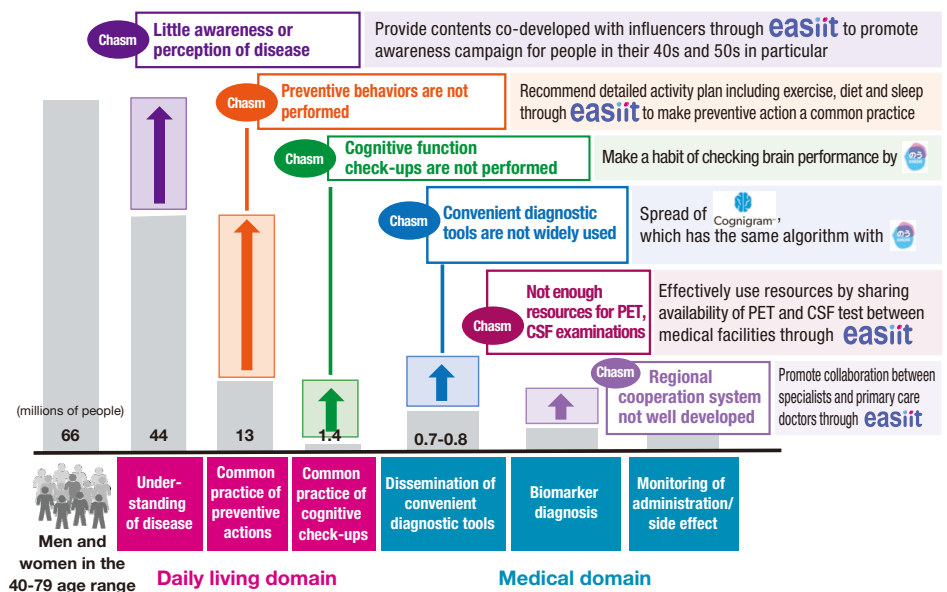 Chasm
Little awareness or
perception of disease
Provide contents co-developed with influencers through easiit to promote
awareness campaign for people in their 40s and 50s in particular
Chasm
Preventive behaviors are not
performed
Recommend detailed activity plan including exercise, diet and sleep
through easiit to make preventive action a common practice
Chasm
Cognitive function
check-ups are not performed
Make a habit of checking brain performance by のう
Chasm
Convenient diagnostic
tools are not widely used
Spread of Cognigram™,
which has the same algorithm with のう
Chasm
Not enough
resources for PET,
CSF examinations
Effectively use resources by sharing
availability of PET and CSF test between
medical facilities through easiit
Chasm
Regional
cooperation system
not well developed
Promote collaboration between
specialists and primary care
doctors through easiit
(millions of people)
66
44
13
1.4
0.7-0.8
Men and
women in the
40-79 age range
Under-
standing
of disease
Common
practice of
preventive
actions
Common
practice of
cognitive
check-ups
Dissemination of
convenient
diagnostic tools
Biomarker
diagnosis
Monitoring of
administration/
side effect
Daily living domain
Medical domain